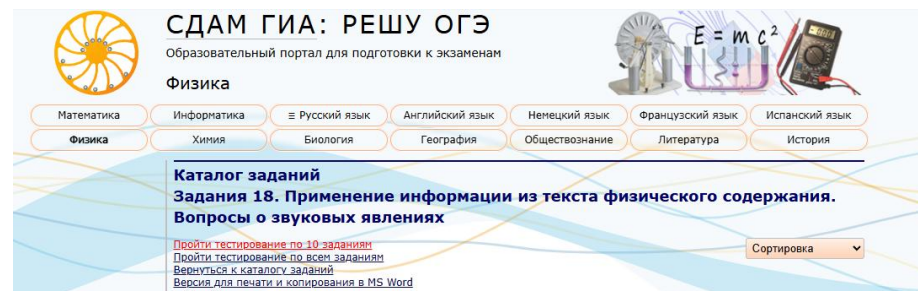 СДАМ ГИА: РЕШУ ОГЭ
Образовательный портал для подготовки к экзаменам
Физика
E = m c²
Математика
Информатика
≡ Русский язык
Английский язык
Немецкий язык
Французский язык
Испанский язык
Физика
Химия
Биология
География
Обществознание
Литература
История
Каталог заданий
Задания 18. Применение информации из текста физического содержания.
Вопросы о звуковых явлениях
Пройти тестирование по 10 заданиям
Пройти тестирование по всем заданиям
Вернуться к каталогу заданий
Версия для печати и копирования в MS Word
Сортировка